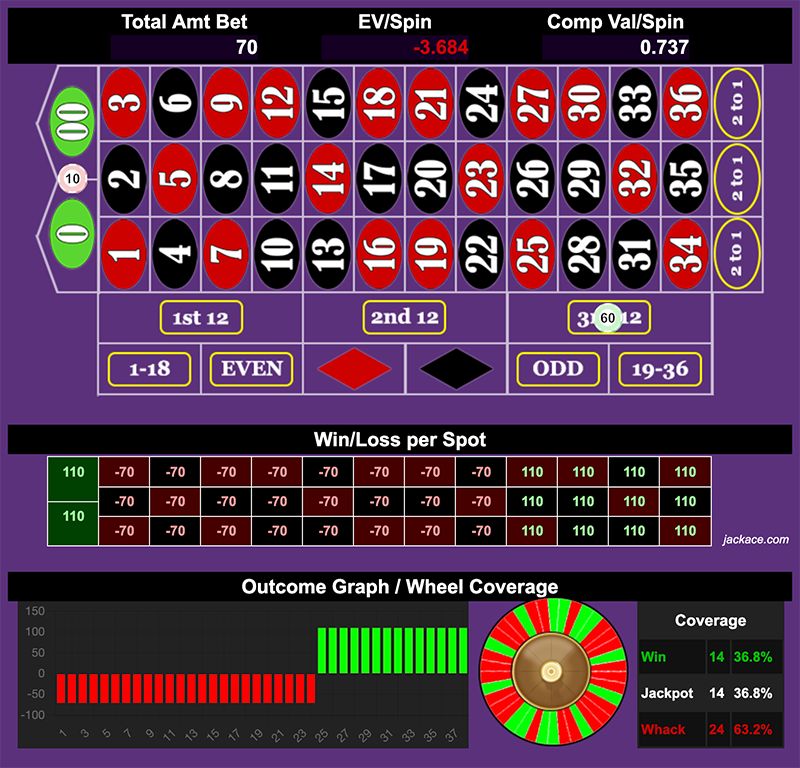 Total Amt Bet EV/Spin Comp Val/Spin
70 -3.684 0.737
00 3 6 9 12 15 18 21 24 27 30 33 36 2 to 1
10 2 5 8 11 14 17 20 23 26 29 32 35 2 to 1
0 1 4 7 10 13 16 19 22 25 28 31 34 2 to 1
1st 12 2nd 12 60 12
1-18 EVEN ODD 19-36
Win/Loss per Spot
110 -70 -70 -70 -70 -70 -70 -70 -70 110 110 110 110
-70 -70 -70 -70 -70 -70 -70 -70 110 110 110 110
110 -70 -70 -70 -70 -70 -70 -70 -70 110 110 110 110
jackace.com
Outcome Graph / Wheel Coverage
150
100
50
0
-50
-100
1 3 5 7 9 11 13 15 17 19 21 23 25 27 29 31 33 35 37
Coverage
Win 14 36.8%
Jackpot 14 36.8%
Whack 24 63.2%